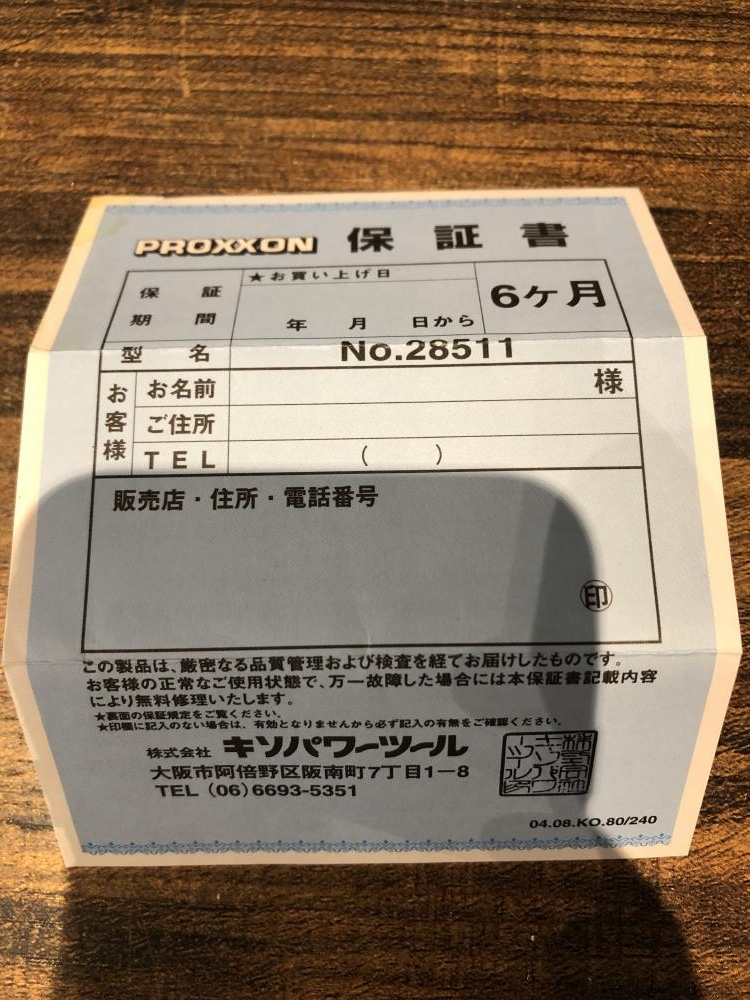 PROXXON 保証書
保証期間 ★お買い上げ日 年 月 日から 6ヶ月
型名 No.28511
お客様 お名前 様
ご住所
TEL ( )
販売店・住所・電話番号
印
この製品は、厳密なる品質管理および検査を経てお届けしたものです。
お客様の正常なご使用状態で、万一故障した場合には本保証書記載内容
により無料修理いたします。
★裏面の保証規定をご覧ください。
★印欄に記入のない場合は、有効となりませんから必ず記入の有無をご確認ください。
株式会社 キソパワーツール
大阪市阿倍野区阪南町7丁目1−8
TEL (06)6693-5351
04.08.KO.80/240